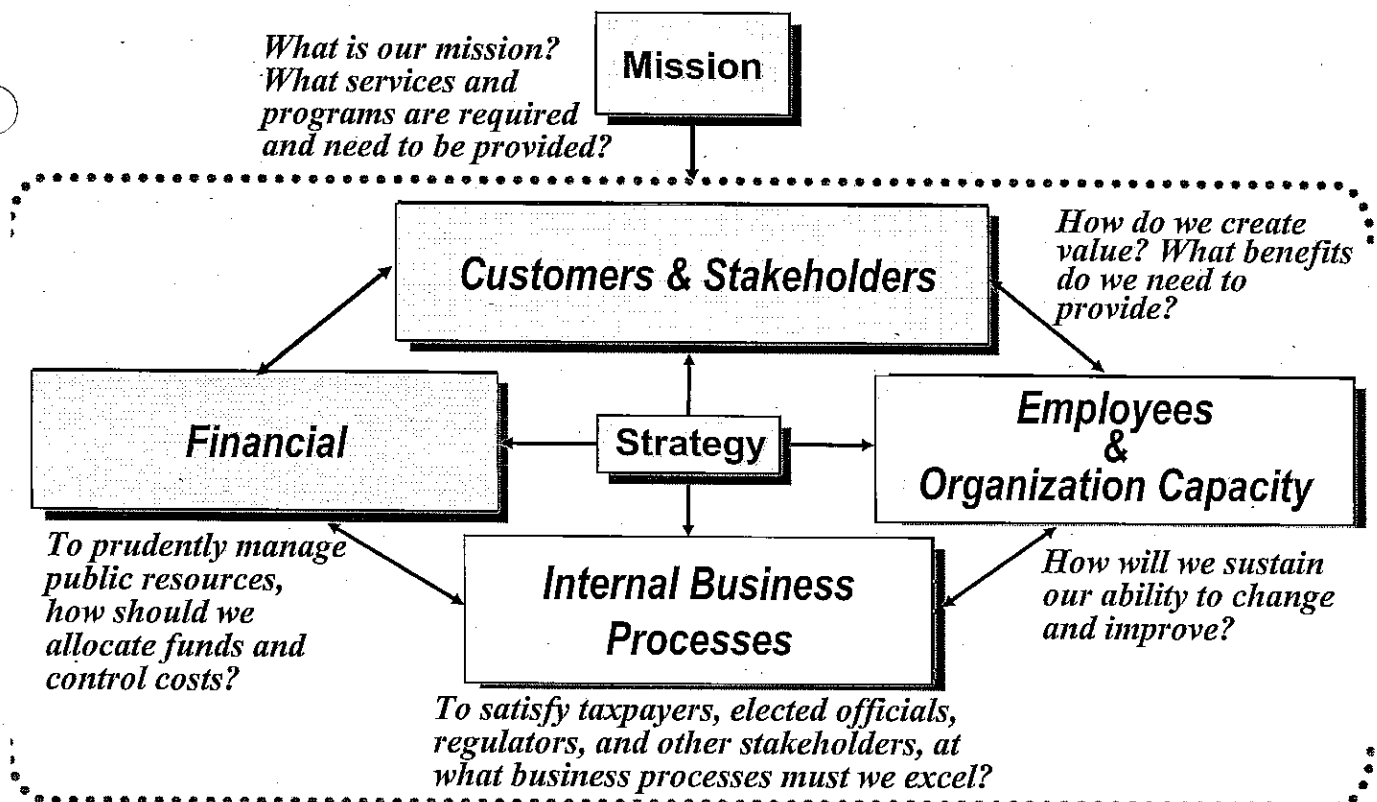 What is our mission?
What services and
programs are required
and need to be provided?
Mission
Customers & Stakeholders
How do we create
value? What benefits
do we need to
provide?
Financial
Strategy
Employees
&
Organization Capacity
To prudently manage
public resources,
how should we
allocate funds and
control costs?
Internal Business
Processes
How will we sustain
our ability to change
and improve?
To satisfy taxpayers, elected officials,
regulators, and other stakeholders, at
what business processes must we excel?